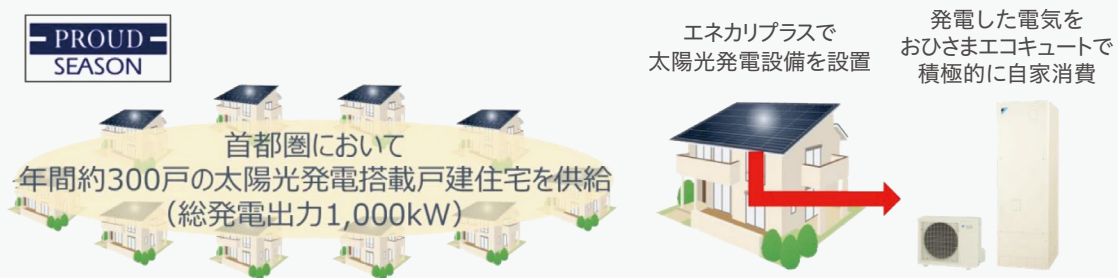 PROUD
SEASON
首都圏において
年間約300戸の太陽光発電搭載戸建住宅を供給
（総発電出力1,000kW）
エネカリプラスで
太陽光発電設備を設置
発電した電気を
おひさまエコキュートで
積極的に自家消費